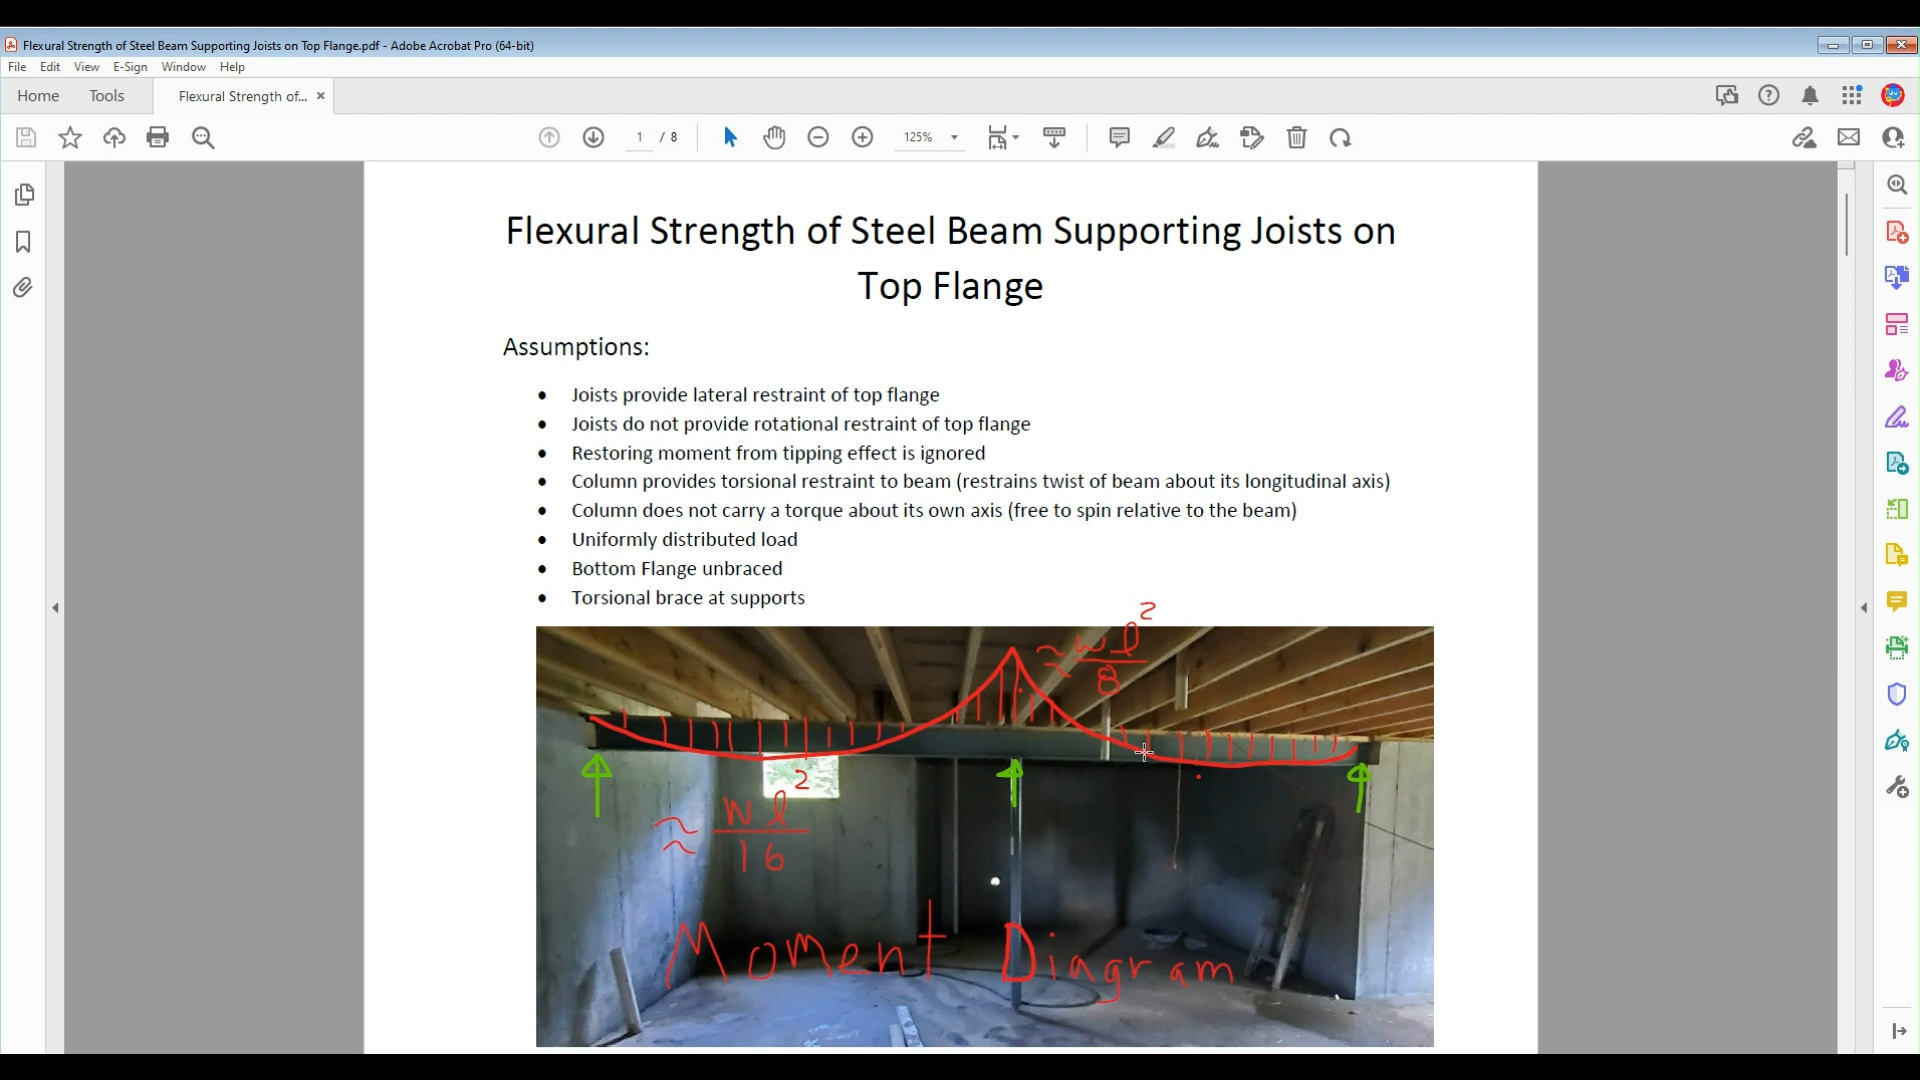 Flexural Strength of Steel Beam Supporting Joists on Top Flange.pdf - Adobe Acrobat Pro (64-bit)
File Edit View E-Sign Window Help
Home Tools Flexural Strength of... ×
1 / 8 125%
Flexural Strength of Steel Beam Supporting Joists on
Top Flange
Assumptions:
• Joists provide lateral restraint of top flange
• Joists do not provide rotational restraint of top flange
• Restoring moment from tipping effect is ignored
• Column provides torsional restraint to beam (restrains twist of beam about its longitudinal axis)
• Column does not carry a torque about its own axis (free to spin relative to the beam)
• Uniformly distributed load
• Bottom Flange unbraced
• Torsional brace at supports
≈ wl²
8
≈ wl²
16
Moment Diagram